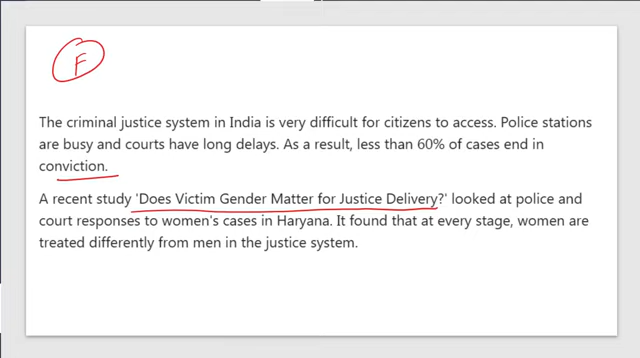 F
The criminal justice system in India is very difficult for citizens to access. Police stations
are busy and courts have long delays. As a result, less than 60% of cases end in
conviction.
A recent study 'Does Victim Gender Matter for Justice Delivery?' looked at police and
court responses to women's cases in Haryana. It found that at every stage, women are
treated differently from men in the justice system.